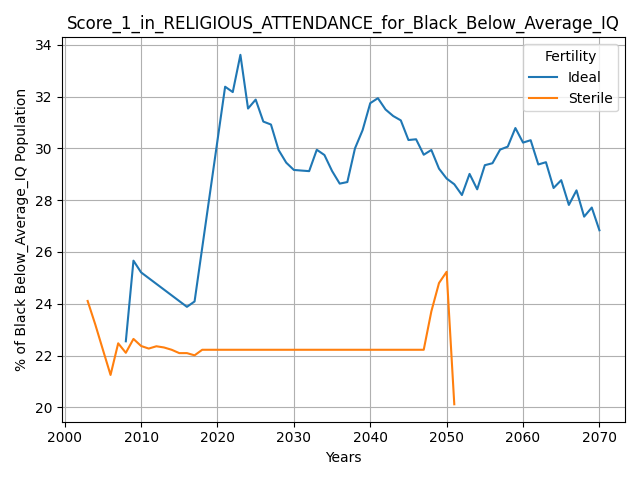 Score_1_in_RELIGIOUS_ATTENDANCE_for_Black_Below_Average_IQ
% of Black Below_Average_IQ Population
34
32
30
28
26
24
22
20
Fertility
Ideal
Sterile
2000 2010 2020 2030 2040 2050 2060 2070
Years